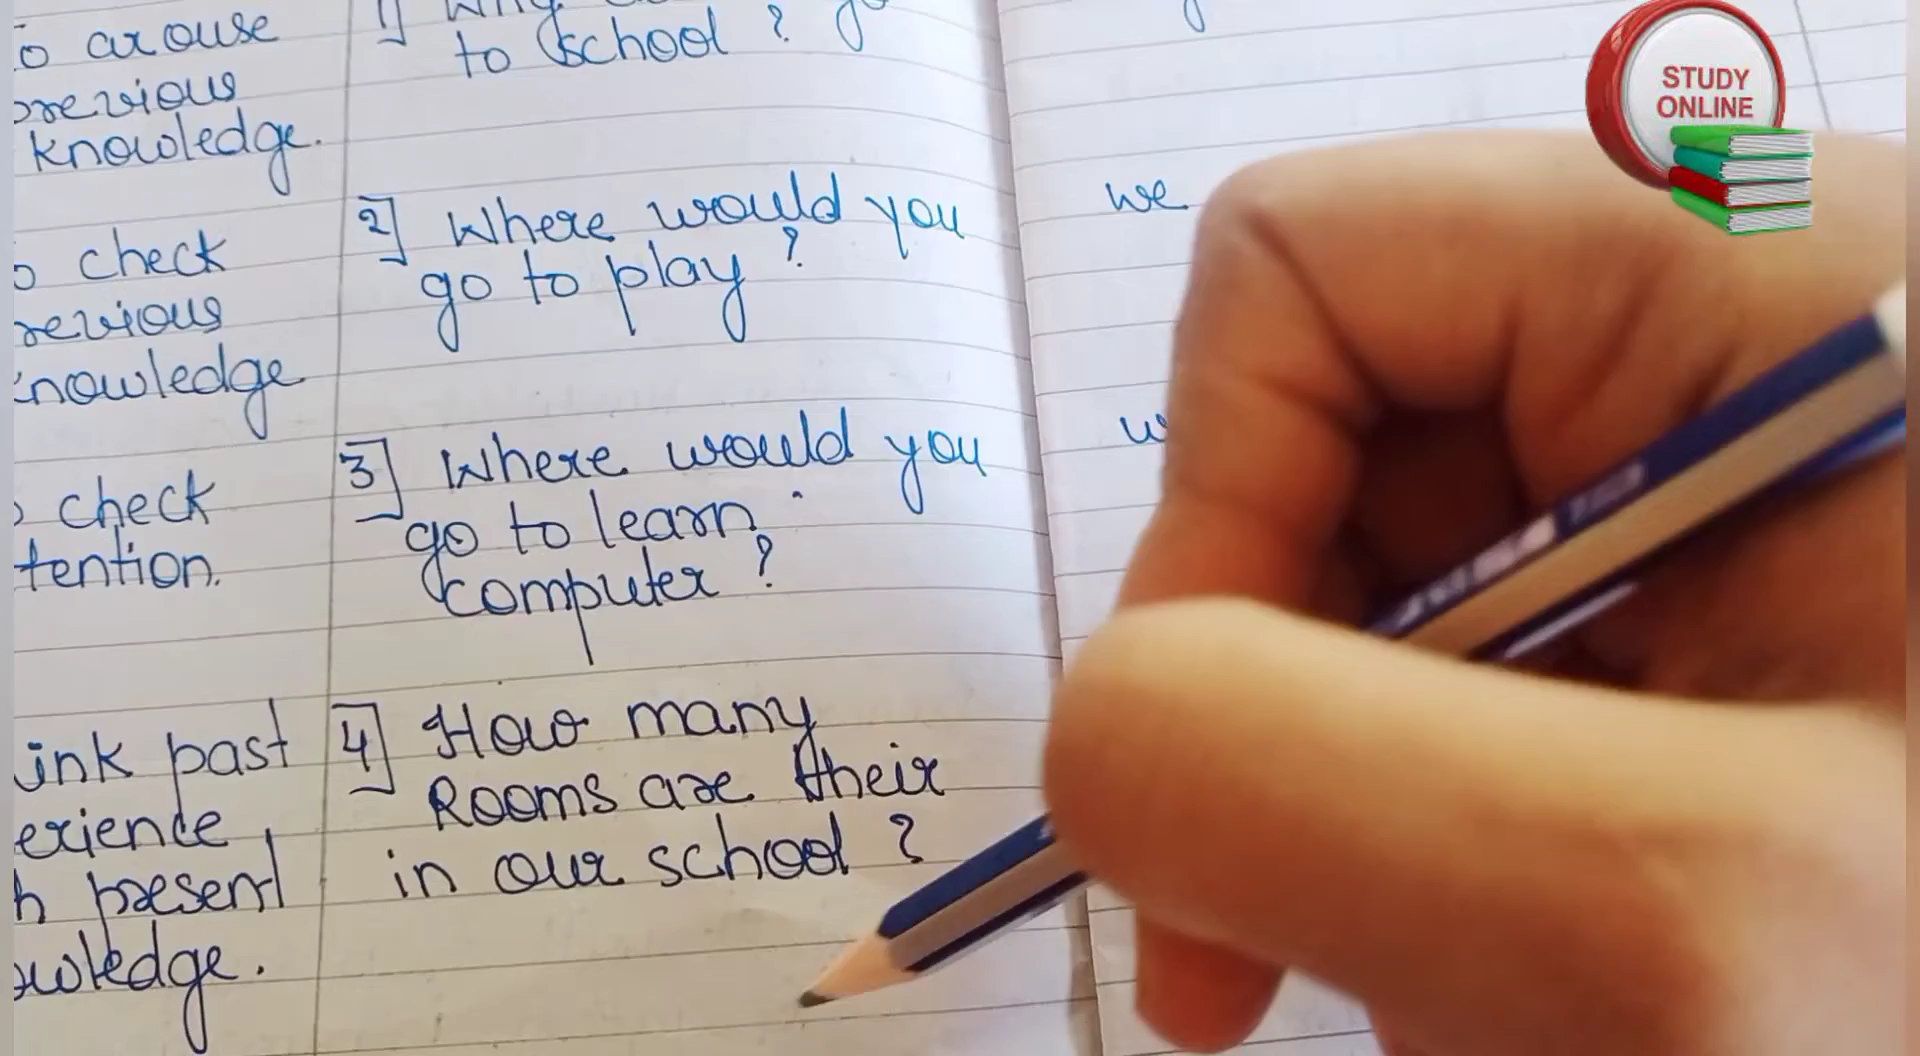 to school ?
o arouse
previous
knowledge.
2] Where would you
go to play ?
o check
revious
nowledge
3] Where would you
go to learn
computer ?
check
tention.
4] How many
Rooms are their
in our school ?
ink past
erience
h present
owledge.
we
STUDY
ONLINE